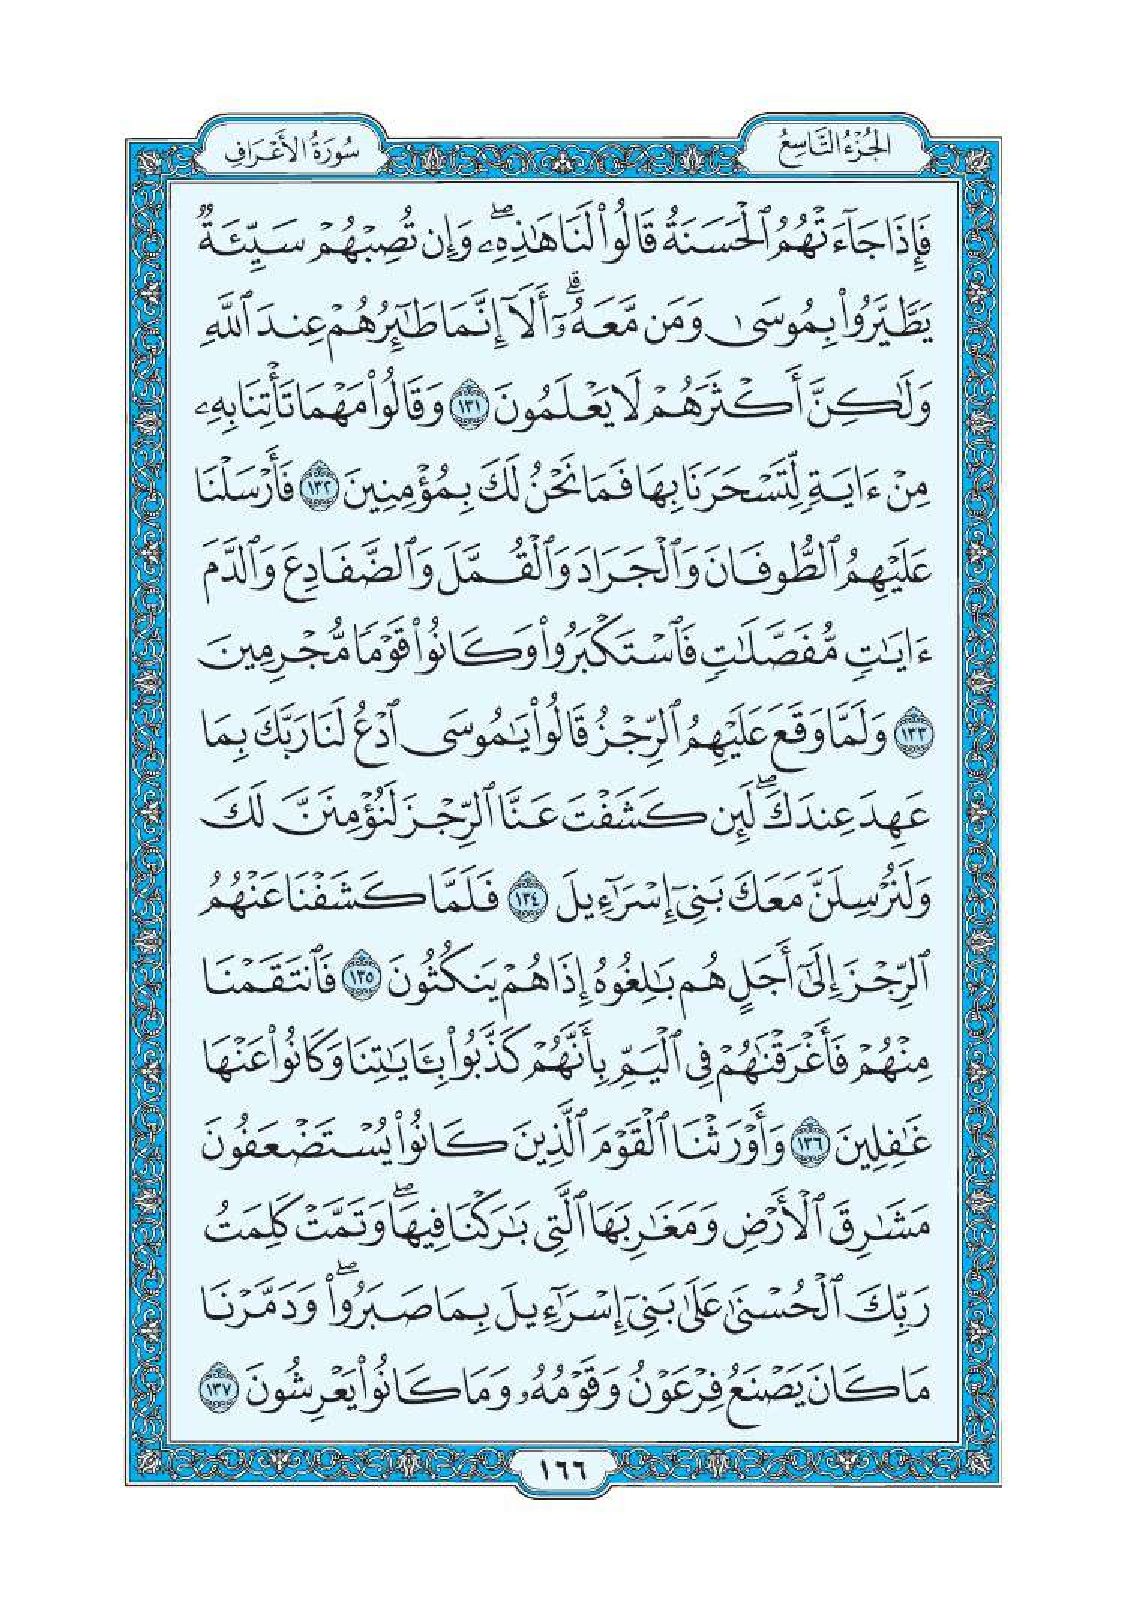 الجُزْءُ التَّاسِعُ
سُورَةُ الأَعْرَافِ
فَإِذَا جَآءَتْهُمُ ٱلْحَسَنَةُ قَالُوا۟ لَنَا هَٰذِهِۦۖ وَإِن تُصِبْهُمْ سَيِّئَةٌ
يَطَّيَّرُوا۟ بِمُوسَىٰ وَمَن مَّعَهُۥٓۗ أَلَآ إِنَّمَا طَٰٓئِرُهُمْ عِندَ ٱللَّهِ
وَلَٰكِنَّ أَكْثَرَهُمْ لَا يَعْلَمُونَ ١٣١ وَقَالُوا۟ مَهْمَا تَأْتِنَا بِهِۦ
مِنْ ءَايَةٍ لِّتَسْحَرَنَا بِهَا فَمَا نَحْنُ لَكَ بِمُؤْمِنِينَ ١٣٢ فَأَرْسَلْنَا
عَلَيْهِمُ ٱلطُّوفَانَ وَٱلْجَرَادَ وَٱلْقُمَّلَ وَٱلضَّفَادِعَ وَٱلدَّمَ
ءَايَٰتٍ مُّفَصَّلَٰتٍ فَٱسْتَكْبَرُوا۟ وَكَانُوا۟ قَوْمًا مُّجْرِمِينَ
١٣٣ وَلَمَّا وَقَعَ عَلَيْهِمُ ٱلرِّجْزُ قَالُوا۟ يَٰمُوسَى ٱدْعُ لَنَا رَبَّكَ بِمَا
عَهِدَ عِندَكَۖ لَئِن كَشَفْتَ عَنَّا ٱلرِّجْزَ لَنُؤْمِنَنَّ لَكَ
وَلَنُرْسِلَنَّ مَعَكَ بَنِىٓ إِسْرَٰٓءِيلَ ١٣٤ فَلَمَّا كَشَفْنَا عَنْهُمُ
ٱلرِّجْزَ إِلَىٰٓ أَجَلٍ هُم بَٰلِغُوهُ إِذَا هُمْ يَنكُثُونَ ١٣٥ فَٱنتَقَمْنَا
مِنْهُمْ فَأَغْرَقْنَٰهُمْ فِى ٱلْيَمِّ بِأَنَّهُمْ كَذَّبُوا۟ بِـَٔايَٰتِنَا وَكَانُوا۟ عَنْهَا
غَٰفِلِينَ ١٣٦ وَأَوْرَثْنَا ٱلْقَوْمَ ٱلَّذِينَ كَانُوا۟ يُسْتَضْعَفُونَ
مَشَٰرِقَ ٱلْأَرْضِ وَمَغَٰرِبَهَا ٱلَّتِى بَٰرَكْنَا فِيهَاۖ وَتَمَّتْ كَلِمَتُ
رَبِّكَ ٱلْحُسْنَىٰ عَلَىٰ بَنِىٓ إِسْرَٰٓءِيلَ بِمَا صَبَرُوا۟ۖ وَدَمَّرْنَا
مَا كَانَ يَصْنَعُ فِرْعَوْنُ وَقَوْمُهُۥ وَمَا كَانُوا۟ يَعْرِشُونَ ١٣٧
١٦٦